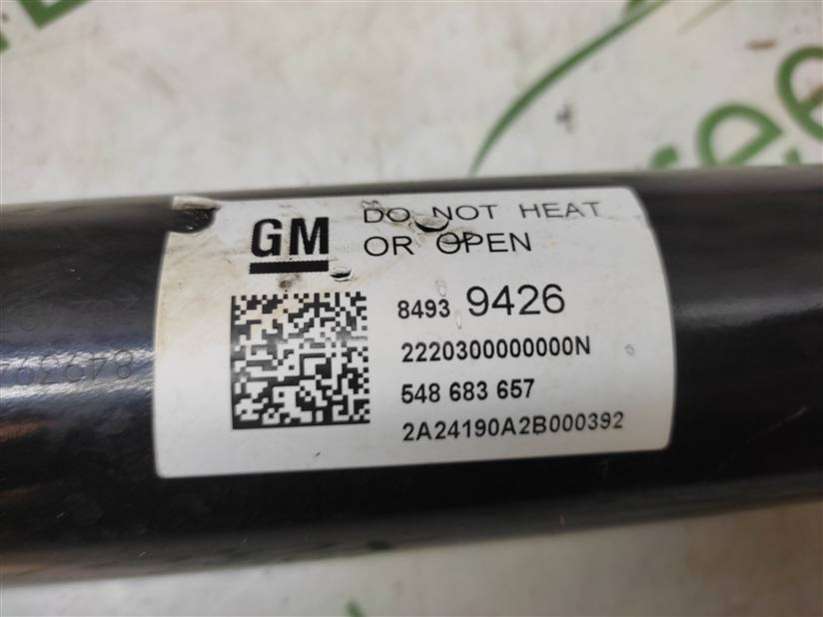 GM
DO NOT HEAT
OR OPEN
8493 9426
2220300000000N
548 683 657
2A24190A2B000392